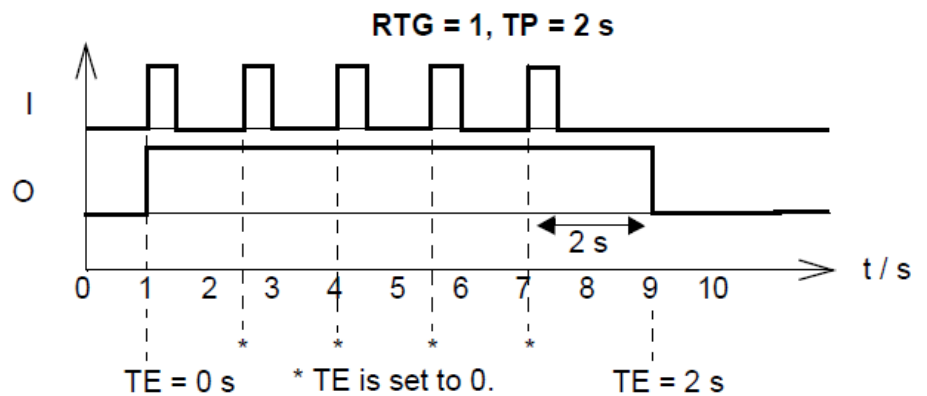 RTG = 1, TP = 2 s
I
O
2 s
t / s
0 1 2 3 4 5 6 7 8 9 10
* * * *
TE = 0 s * TE is set to 0. TE = 2 s